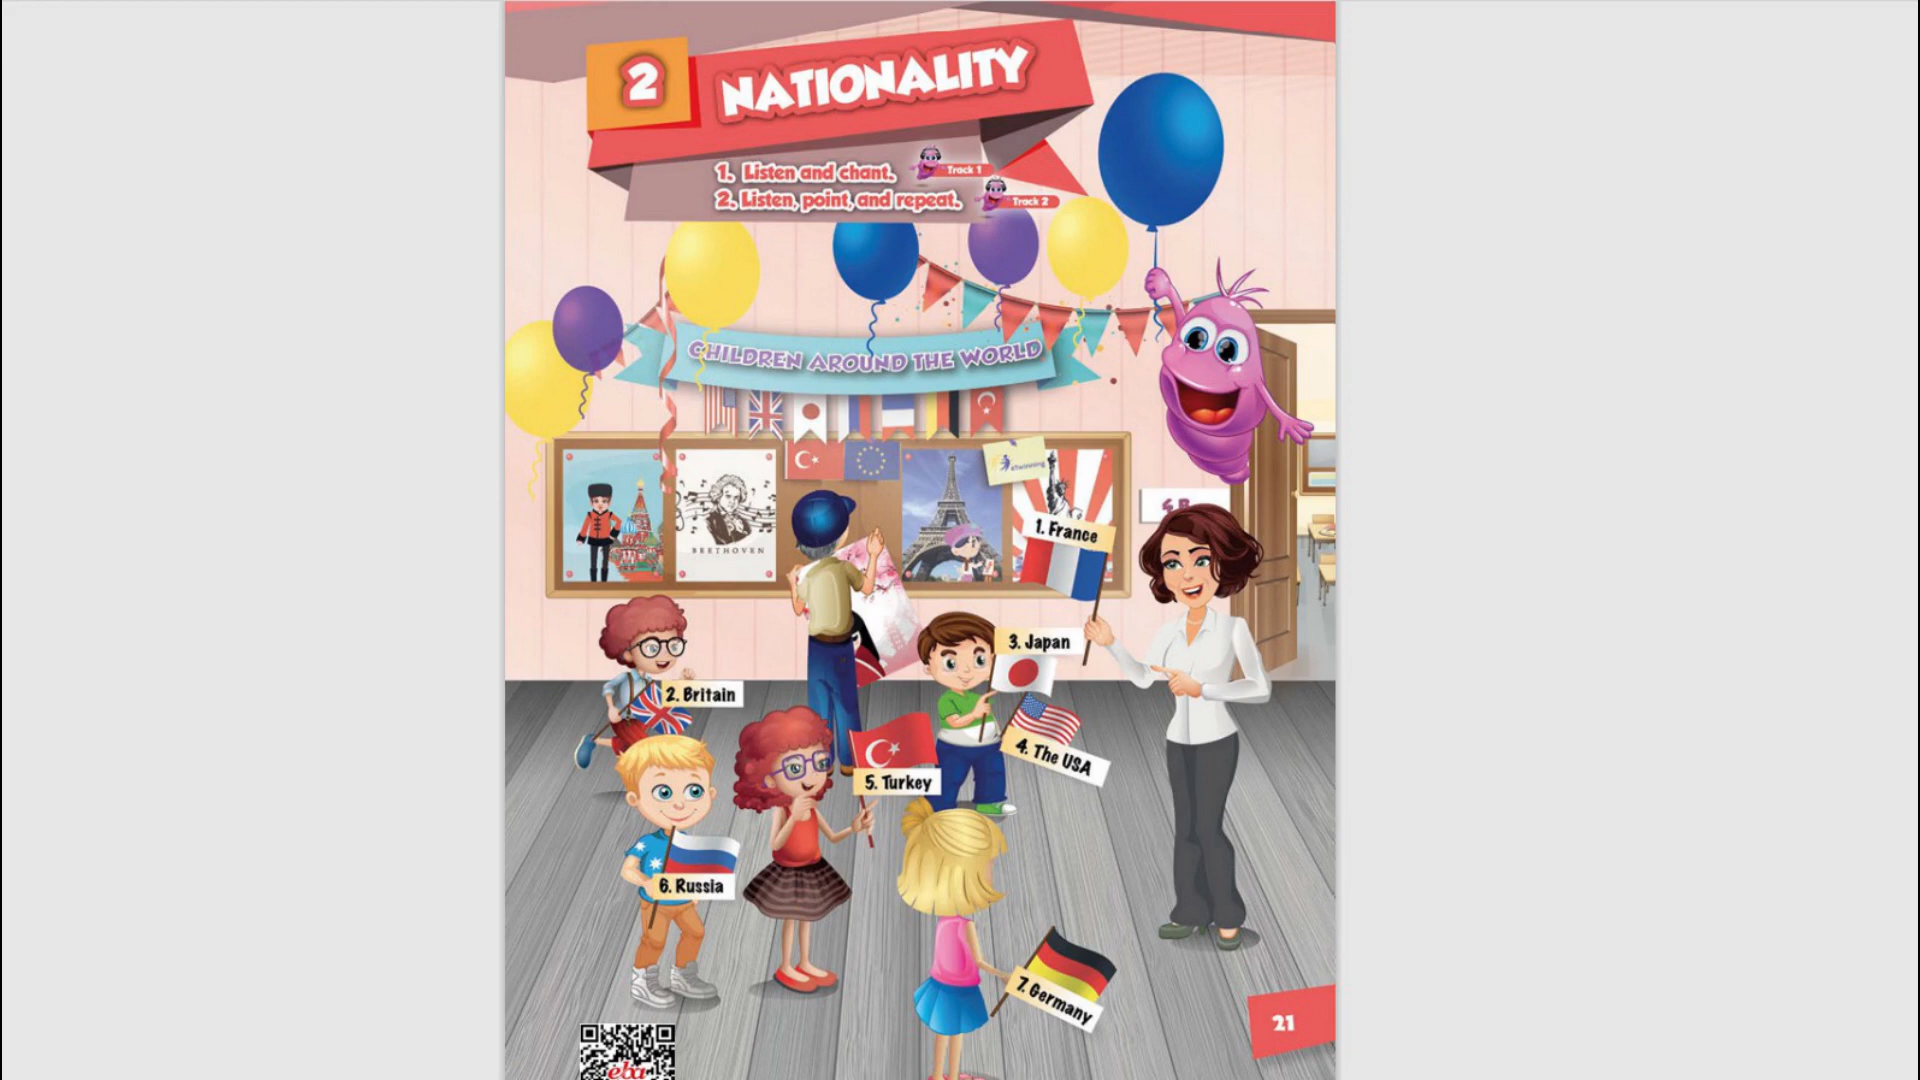 2
NATIONALITY
1. Listen and chant.
Track 1
2. Listen, point, and repeat.
Track 2
CHILDREN AROUND THE WORLD
eTwinning
BEETHOVEN
1. France
3. Japan
2. Britain
4. The USA
5. Turkey
6. Russia
7. Germany
21
eba